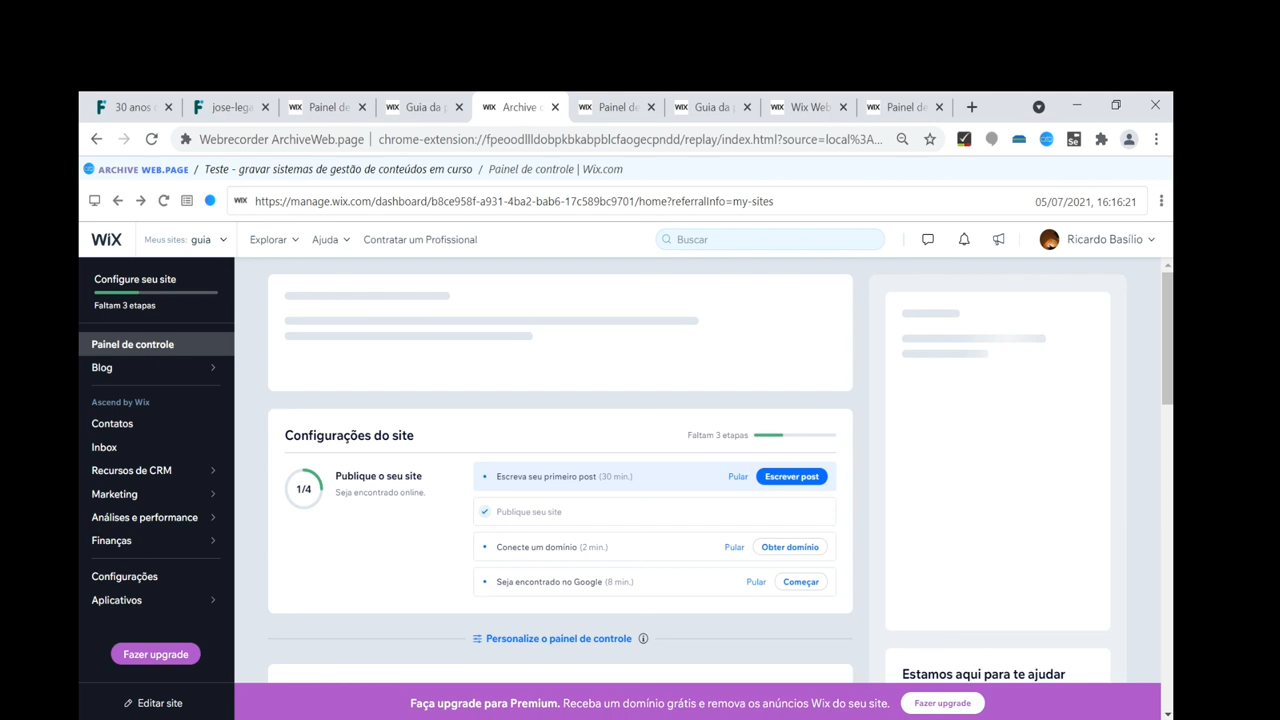 30 anos
jose-lega
WIX Painel de
WIX Guia da p
WIX Archive
WIX Painel de
WIX Guia da p
WIX Wix Web
WIX Painel de
Webrecorder ArchiveWeb.page | chrome-extension://fpeoodllldobpkbkabpblcfaogecpndd/replay/index.html?source=local%3A...
ARCHIVE WEB.PAGE / Teste - gravar sistemas de gestão de conteúdos em curso / Painel de controle | Wix.com
WIX https://manage.wix.com/dashboard/b8ce958f-a931-4ba2-bab6-17c589bc9701/home?referralInfo=my-sites 05/07/2021, 16:16:21
WIX Meus sites: guia Explorar Ajuda Contratar um Profissional Buscar Ricardo Basílio
Configure seu site
Faltam 3 etapas
Painel de controle
Blog
Ascend by Wix
Contatos
Inbox
Recursos de CRM
Marketing
Análises e performance
Finanças
Configurações
Aplicativos
Fazer upgrade
Editar site
Configurações do site Faltam 3 etapas
1/4
Publique o seu site
Seja encontrado online.
Escreva seu primeiro post (30 min.) Pular Escrever post
Publique seu site
Conecte um domínio (2 min.) Pular Obter domínio
Seja encontrado no Google (8 min.) Pular Começar
Personalize o painel de controle
Estamos aqui para te ajudar
Faça upgrade para Premium. Receba um domínio grátis e remova os anúncios Wix do seu site. Fazer upgrade